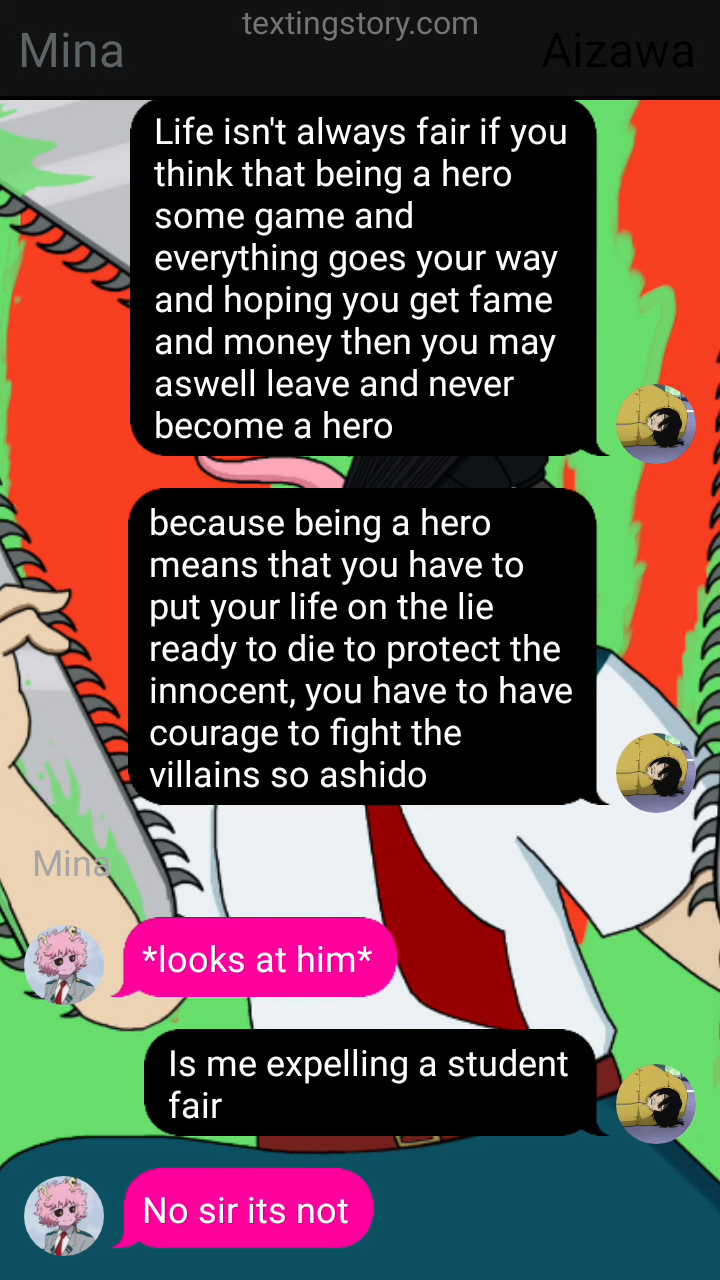 textingstory.com
Mina
Aizawa
Life isn't always fair if you
think that being a hero
some game and
everything goes your way
and hoping you get fame
and money then you may
aswell leave and never
become a hero
because being a hero
means that you have to
put your life on the lie
ready to die to protect the
innocent, you have to have
courage to fight the
villains so ashido
Mina
*looks at him*
Is me expelling a student
fair
No sir its not